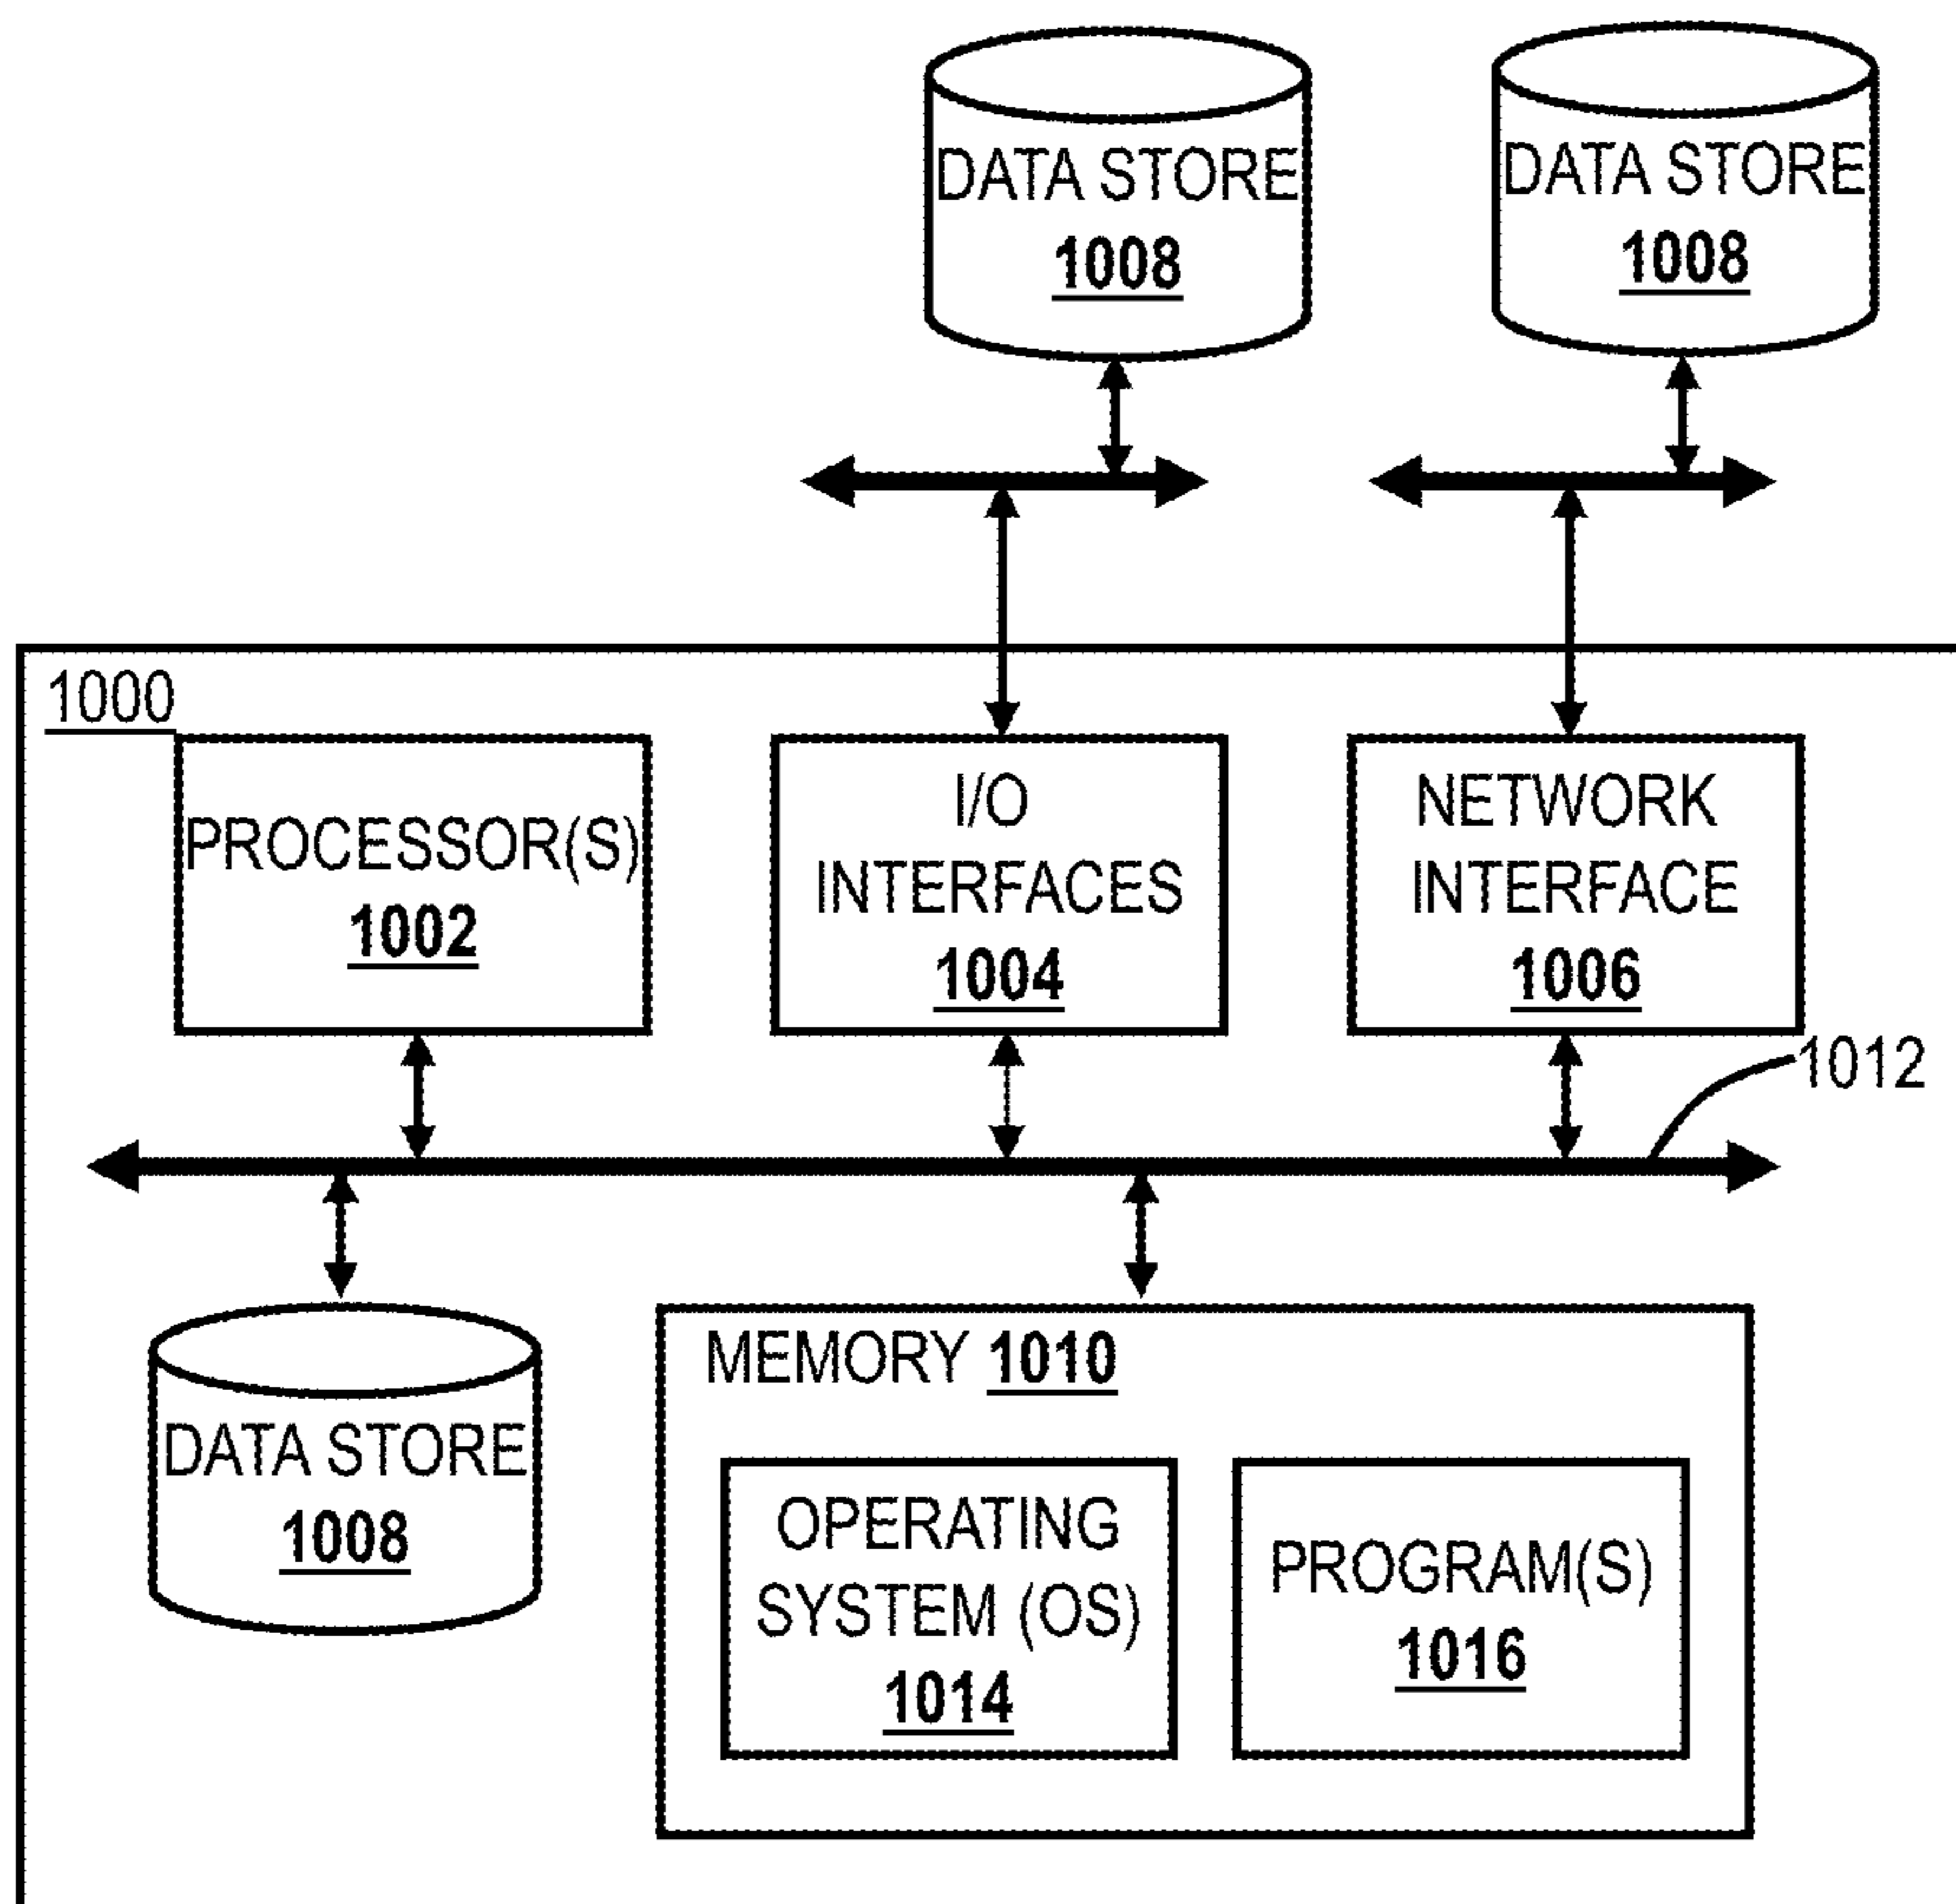 DATA STORE
1008
DATA STORE
1008
1000
PROCESSOR(S)
1002
I/O
INTERFACES
1004
NETWORK
INTERFACE
1006
1012
DATA STORE
1008
MEMORY 1010
OPERATING
SYSTEM (OS)
1014
PROGRAM(S)
1016